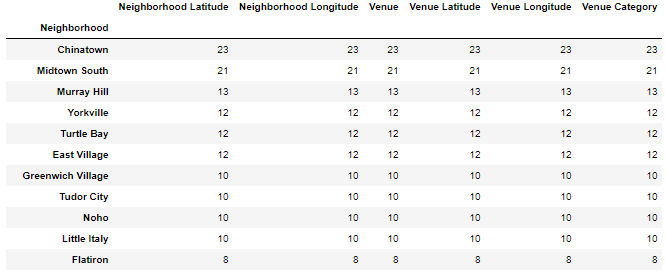 Neighborhood Latitude Neighborhood Longitude Venue Venue Latitude Venue Longitude Venue Category
Neighborhood
Chinatown 23 23 23 23 23 23
Midtown South 21 21 21 21 21 21
Murray Hill 13 13 13 13 13 13
Yorkville 12 12 12 12 12 12
Turtle Bay 12 12 12 12 12 12
East Village 12 12 12 12 12 12
Greenwich Village 10 10 10 10 10 10
Tudor City 10 10 10 10 10 10
Noho 10 10 10 10 10 10
Little Italy 10 10 10 10 10 10
Flatiron 8 8 8 8 8 8